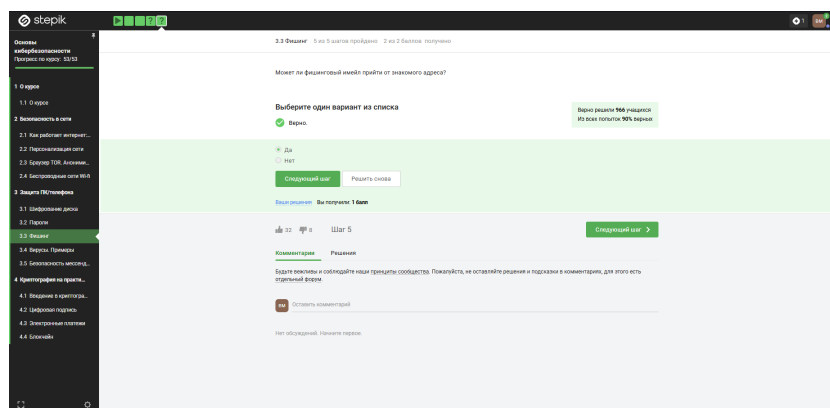 stepik
1
ВМ
Основы
кибербезопасности
Прогресс по курсу: 53/53
1 О курсе
1.1 О курсе
2 Безопасность в сети
2.1 Как работает интернет:...
2.2 Персонализация сети
2.3 Браузер TOR. Аноними...
2.4 Беспроводные сети Wi-fi
3 Защита ПК/телефона
3.1 Шифрование диска
3.2 Пароли
3.3 Фишинг
3.4 Вирусы. Примеры
3.5 Безопасность мессенд...
4 Криптография на практи...
4.1 Введение в криптогра...
4.2 Цифровая подпись
4.3 Электронные платежи
4.4 Блокчейн
3.3 Фишинг 5 из 5 шагов пройдено 2 из 2 баллов получено
Может ли фишинговый имейл прийти от знакомого адреса?
Выберите один вариант из списка
Верно.
Верно решили 966 учащихся
Из всех попыток 90% верных
Да
Нет
Следующий шаг Решить снова
Ваши решения Вы получили: 1 балл
32 8 Шаг 5 Следующий шаг
Комментарии Решения
Будьте вежливы и соблюдайте наши принципы сообщества. Пожалуйста, не оставляйте решения и подсказки в комментариях, для этого есть
отдельный форум.
ВМ Оставить комментарий
Нет обсуждений. Начните первое.